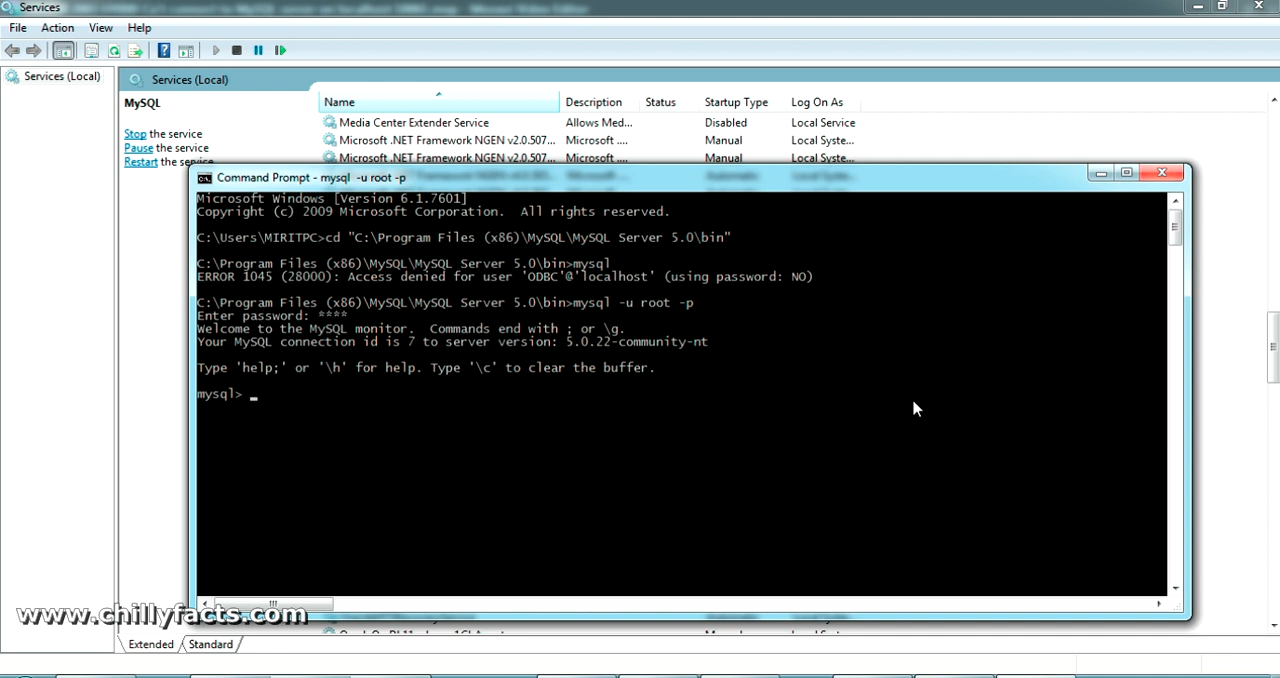 Services
File Action View Help
Services (Local)
Services (Local)
MySQL
Stop the service
Pause the service
Restart the service
Name Description Status Startup Type Log On As
Media Center Extender Service Allows Med... Disabled Local Service
Microsoft .NET Framework NGEN v2.0.507... Microsoft .... Manual Local Syste...
Microsoft .NET Framework NGEN v2.0.507... Microsoft .... Manual Local Syste...
Command Prompt - mysql -u root -p
Microsoft Windows [Version 6.1.7601]
Copyright (c) 2009 Microsoft Corporation. All rights reserved.
C:\Users\MIRITPC>cd "C:\Program Files (x86)\MySQL\MySQL Server 5.0\bin"
C:\Program Files (x86)\MySQL\MySQL Server 5.0\bin>mysql
ERROR 1045 (28000): Access denied for user 'ODBC'@'localhost' (using password: NO)
C:\Program Files (x86)\MySQL\MySQL Server 5.0\bin>mysql -u root -p
Enter password: ****
Welcome to the MySQL monitor. Commands end with ; or \g.
Your MySQL connection id is 7 to server version: 5.0.22-community-nt
Type 'help;' or '\h' for help. Type '\c' to clear the buffer.
mysql> _
www.chillyfacts.com
Extended Standard